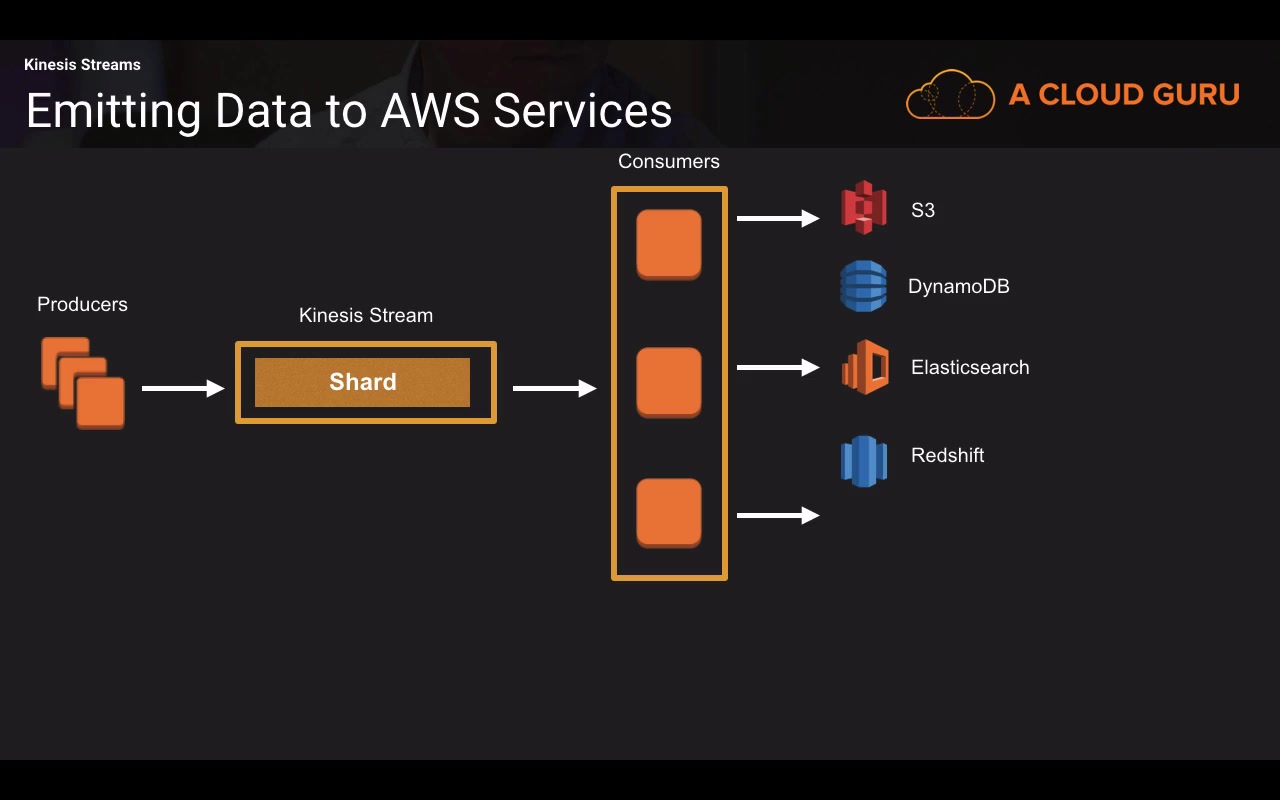 Kinesis Streams
Emitting Data to AWS Services
A CLOUD GURU
Consumers
S3
DynamoDB
Producers
Kinesis Stream
Shard
Elasticsearch
Redshift